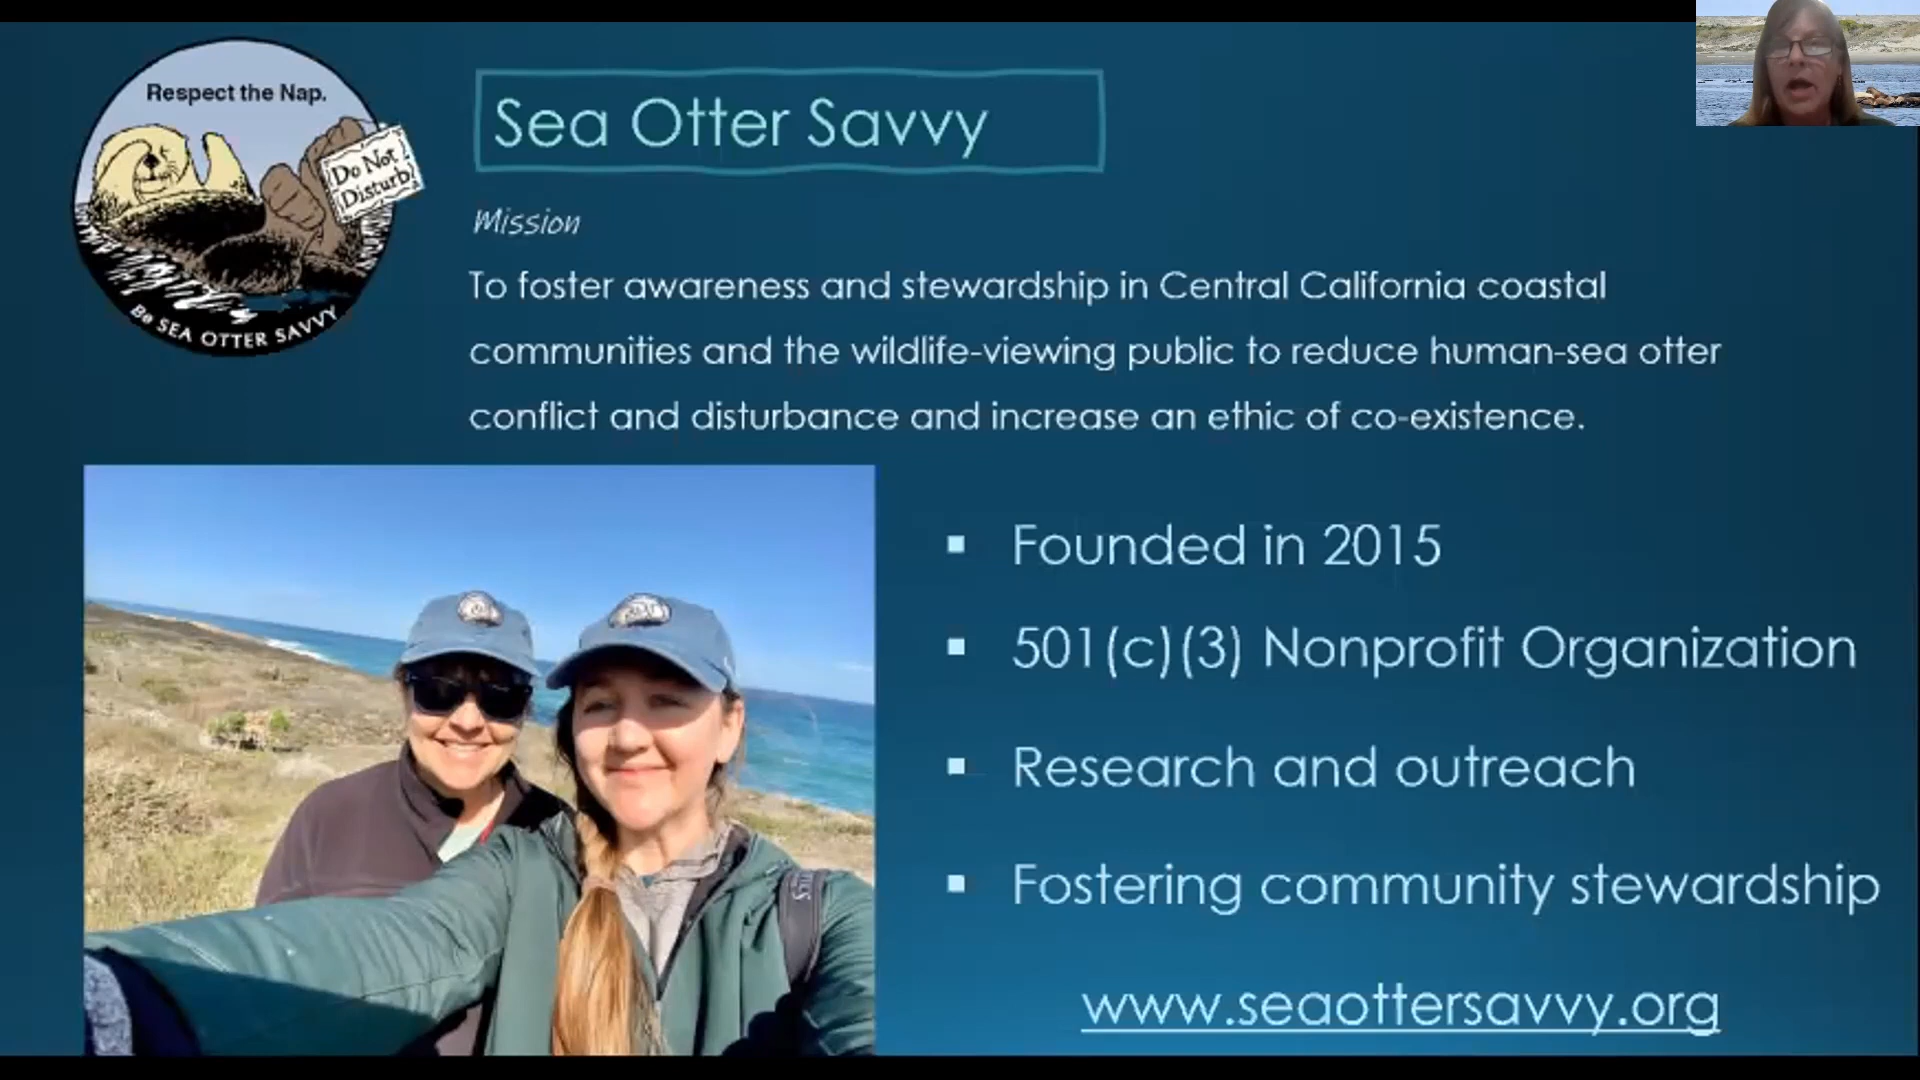 Respect the Nap.
Do Not
Disturb!
Be SEA OTTER SAVVY
Sea Otter Savvy
Mission
To foster awareness and stewardship in Central California coastal
communities and the wildlife-viewing public to reduce human-sea otter
conflict and disturbance and increase an ethic of co-existence.
Founded in 2015
501(c)(3) Nonprofit Organization
Research and outreach
Fostering community stewardship
www.seaottersavvy.org